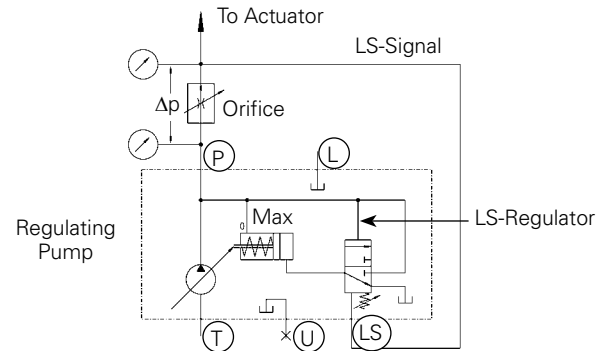 To Actuator
LS-Signal
Δp
Orifice
P
L
0
Max
LS-Regulator
Regulating
Pump
T
U
LS